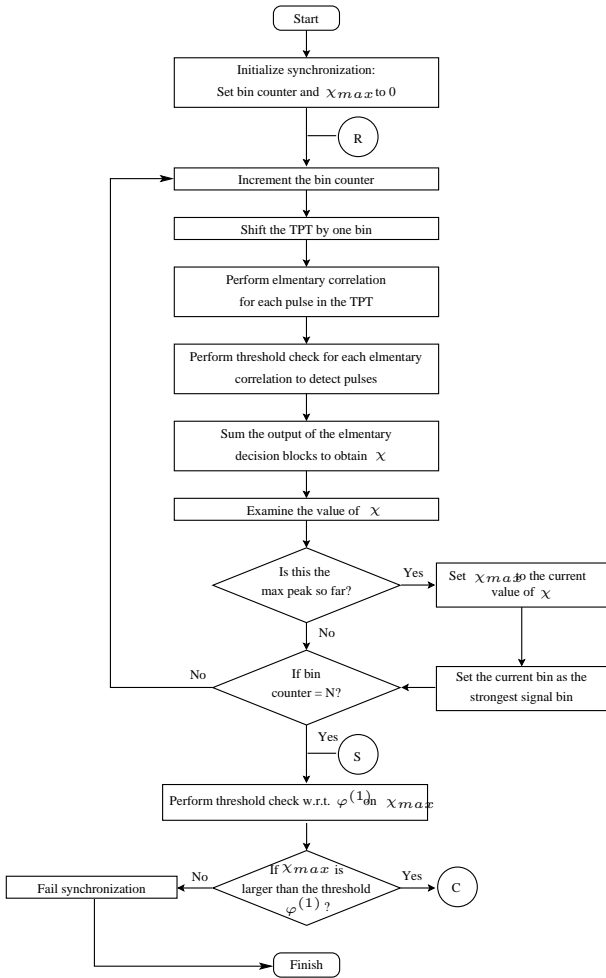 Start
Initialize synchronization:
Set bin counter and χmax to 0
R
Increment the bin counter
Shift the TPT by one bin
Perform elmentary correlation
for each pulse in the TPT
Perform threshold check for each elmentary
correlation to detect pulses
Sum the output of the elmentary
decision blocks to obtain χ
Examine the value of χ
Is this the
max peak so far?
Yes
Set χmax to the current
value of χ
No
Set the current bin as the
strongest signal bin
If bin
counter = N?
No
Yes
S
Perform threshold check w.r.t. φ(1) on χmax
If χmax is
larger than the threshold
φ(1) ?
Yes
C
No
Fail synchronization
Finish